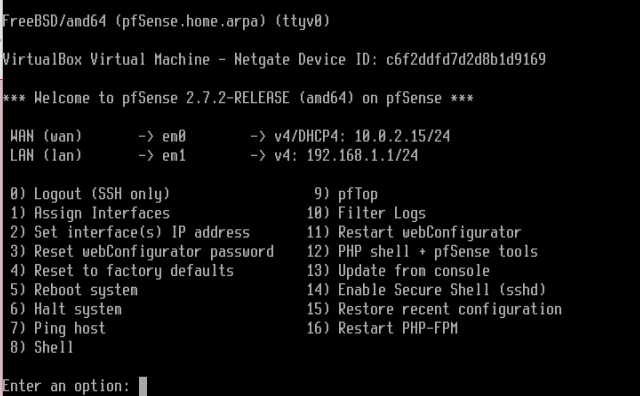 FreeBSD/amd64 (pfSense.home.arpa) (ttyv0)
VirtualBox Virtual Machine - Netgate Device ID: c6f2ddfd7d2d8b1d9169
*** Welcome to pfSense 2.7.2-RELEASE (amd64) on pfSense ***
WAN (wan) -> em0 -> v4/DHCP4: 10.0.2.15/24
LAN (lan) -> em1 -> v4: 192.168.1.1/24
0) Logout (SSH only) 9) pfTop
1) Assign Interfaces 10) Filter Logs
2) Set interface(s) IP address 11) Restart webConfigurator
3) Reset webConfigurator password 12) PHP shell + pfSense tools
4) Reset to factory defaults 13) Update from console
5) Reboot system 14) Enable Secure Shell (sshd)
6) Halt system 15) Restore recent configuration
7) Ping host 16) Restart PHP-FPM
8) Shell
Enter an option: